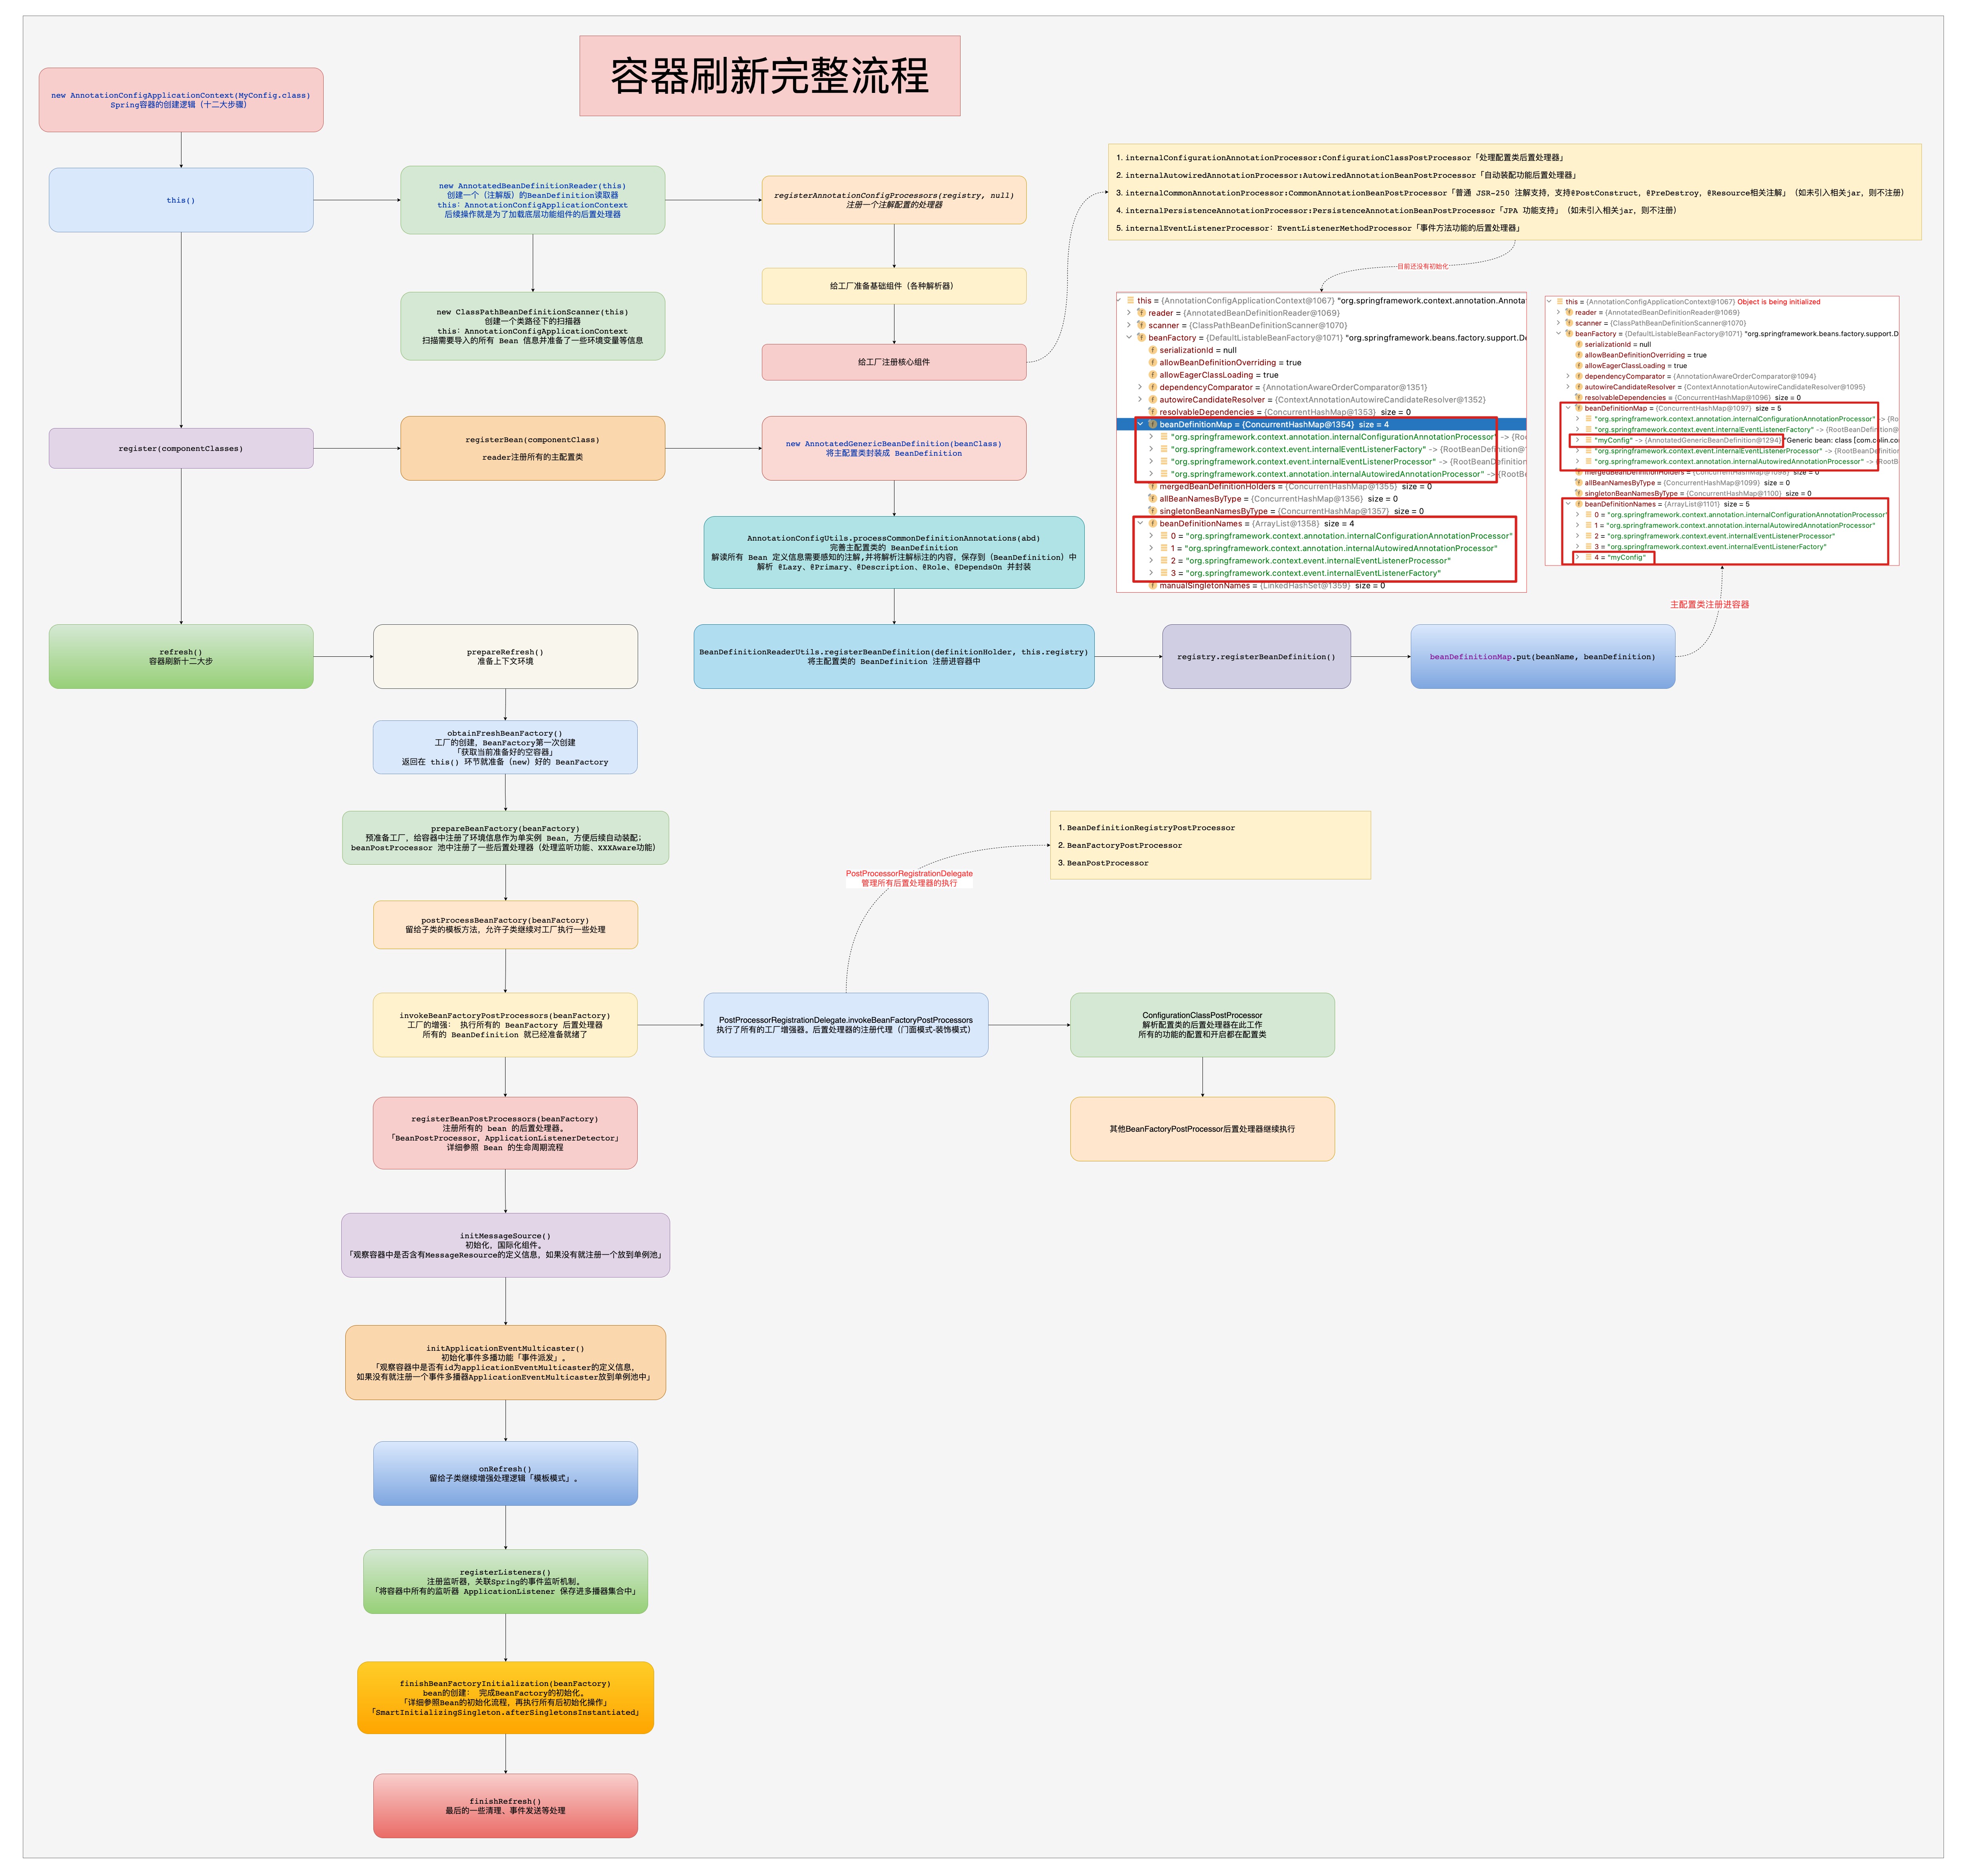 容器刷新完整流程
new AnnotationConfigApplicationContext(MyConfig.class)
Spring容器的创建逻辑（十二大步骤）
this()
new AnnotatedBeanDefinitionReader(this)
创建一个（注解版）的BeanDefinition读取器
this：AnnotationConfigApplicationContext
后续操作就是为了加载底层功能组件的后置处理器
registerAnnotationConfigProcessors(registry, null)
注册一个注解配置的处理器
1. internalConfigurationAnnotationProcessor:ConfigurationClassPostProcessor「处理配置类后置处理器」
2. internalAutowiredAnnotationProcessor:AutowiredAnnotationBeanPostProcessor「自动装配功能后置处理器」
3. internalCommonAnnotationProcessor:CommonAnnotationBeanPostProcessor「普通 JSR-250 注解支持，支持@PostConstruct，@PreDestroy，@Resource相关注解」（如未引入相关jar，则不注册）
4. internalPersistenceAnnotationProcessor:PersistenceAnnotationBeanPostProcessor「JPA 功能支持」（如未引入相关jar，则不注册）
5. internalEventListenerProcessor：EventListenerMethodProcessor「事件方法功能的后置处理器」
目前还没有初始化
new ClassPathBeanDefinitionScanner(this)
创建一个类路径下的扫描器
this：AnnotationConfigApplicationContext
扫描需要导入的所有 Bean 信息并准备了一些环境变量等信息
给工厂准备基础组件（各种解析器）
给工厂注册核心组件
this = {AnnotationConfigApplicationContext@1067} "org.springframework.context.annotation.Annotat
reader = {AnnotatedBeanDefinitionReader@1069}
scanner = {ClassPathBeanDefinitionScanner@1070}
beanFactory = {DefaultListableBeanFactory@1071} "org.springframework.beans.factory.support.De
serializationId = null
allowBeanDefinitionOverriding = true
allowEagerClassLoading = true
dependencyComparator = {AnnotationAwareOrderComparator@1351}
autowireCandidateResolver = {ContextAnnotationAutowireCandidateResolver@1352}
resolvableDependencies = {ConcurrentHashMap@1353} size = 0
beanDefinitionMap = {ConcurrentHashMap@1354} size = 4
"org.springframework.context.annotation.internalConfigurationAnnotationProcessor" -> {Roo
"org.springframework.context.event.internalEventListenerFactory" -> {RootBeanDefinition@1
"org.springframework.context.event.internalEventListenerProcessor" -> {RootBeanDefinition
"org.springframework.context.annotation.internalAutowiredAnnotationProcessor" -> {RootBe
mergedBeanDefinitionHolders = {ConcurrentHashMap@1355} size = 0
allBeanNamesByType = {ConcurrentHashMap@1356} size = 0
singletonBeanNamesByType = {ConcurrentHashMap@1357} size = 0
beanDefinitionNames = {ArrayList@1358} size = 4
0 = "org.springframework.context.annotation.internalConfigurationAnnotationProcessor"
1 = "org.springframework.context.annotation.internalAutowiredAnnotationProcessor"
2 = "org.springframework.context.event.internalEventListenerProcessor"
3 = "org.springframework.context.event.internalEventListenerFactory"
manualSingletonNames = {LinkedHashSet@1359} size = 0
this = {AnnotationConfigApplicationContext@1067} Object is being initialized
reader = {AnnotatedBeanDefinitionReader@1069}
scanner = {ClassPathBeanDefinitionScanner@1070}
beanFactory = {DefaultListableBeanFactory@1071} "org.springframework.beans.factory.support.D
serializationId = null
allowBeanDefinitionOverriding = true
allowEagerClassLoading = true
dependencyComparator = {AnnotationAwareOrderComparator@1094}
autowireCandidateResolver = {ContextAnnotationAutowireCandidateResolver@1095}
resolvableDependencies = {ConcurrentHashMap@1096} size = 0
beanDefinitionMap = {ConcurrentHashMap@1097} size = 5
"org.springframework.context.annotation.internalConfigurationAnnotationProcessor" -> {Ro
"org.springframework.context.event.internalEventListenerFactory" -> {RootBeanDefinition@
"myConfig" -> {AnnotatedGenericBeanDefinition@1294} "Generic bean: class [com.colin.co
"org.springframework.context.event.internalEventListenerProcessor" -> {RootBeanDefinition
"org.springframework.context.annotation.internalAutowiredAnnotationProcessor" -> {RootB
mergedBeanDefinitionHolders = {ConcurrentHashMap@1098} size = 0
allBeanNamesByType = {ConcurrentHashMap@1099} size = 0
singletonBeanNamesByType = {ConcurrentHashMap@1100} size = 0
beanDefinitionNames = {ArrayList@1101} size = 5
0 = "org.springframework.context.annotation.internalConfigurationAnnotationProcessor"
1 = "org.springframework.context.annotation.internalAutowiredAnnotationProcessor"
2 = "org.springframework.context.event.internalEventListenerProcessor"
3 = "org.springframework.context.event.internalEventListenerFactory"
4 = "myConfig"
register(componentClasses)
registerBean(componentClass)
reader注册所有的主配置类
new AnnotatedGenericBeanDefinition(beanClass)
将主配置类封装成 BeanDefinition
AnnotationConfigUtils.processCommonDefinitionAnnotations(abd)
完善主配置类的 BeanDefinition
解读所有 Bean 定义信息需要感知的注解,并将解析注解标注的内容，保存到（BeanDefinition）中
解析 @Lazy、@Primary、@Description、@Role、@DependsOn 并封装
主配置类注册进容器
refresh()
容器刷新十二大步
prepareRefresh()
准备上下文环境
BeanDefinitionReaderUtils.registerBeanDefinition(definitionHolder, this.registry)
将主配置类的 BeanDefinition 注册进容器中
registry.registerBeanDefinition()
beanDefinitionMap.put(beanName, beanDefinition)
obtainFreshBeanFactory()
工厂的创建，BeanFactory第一次创建
「获取当前准备好的空容器」
返回在 this() 环节就准备（new）好的 BeanFactory
prepareBeanFactory(beanFactory)
预准备工厂，给容器中注册了环境信息作为单实例 Bean，方便后续自动装配；
beanPostProcessor 池中注册了一些后置处理器（处理监听功能、XXXAware功能）
PostProcessorRegistrationDelegate
管理所有后置处理器的执行
1. BeanDefinitionRegistryPostProcessor
2. BeanFactoryPostProcessor
3. BeanPostProcessor
postProcessBeanFactory(beanFactory)
留给子类的模板方法，允许子类继续对工厂执行一些处理
invokeBeanFactoryPostProcessors(beanFactory)
工厂的增强： 执行所有的 BeanFactory 后置处理器
所有的 BeanDefinition 就已经准备就绪了
PostProcessorRegistrationDelegate.invokeBeanFactoryPostProcessors
执行了所有的工厂增强器。后置处理器的注册代理（门面模式-装饰模式）
ConfigurationClassPostProcessor
解析配置类的后置处理器在此工作
所有的功能的配置和开启都在配置类
registerBeanPostProcessors(beanFactory)
注册所有的 bean 的后置处理器。
「BeanPostProcessor，ApplicationListenerDetector」
详细参照 Bean 的生命周期流程
其他BeanFactoryPostProcessor后置处理器继续执行
initMessageSource()
初始化，国际化组件。
「观察容器中是否含有MessageResource的定义信息，如果没有就注册一个放到单例池」
initApplicationEventMulticaster()
初始化事件多播功能「事件派发」。
「观察容器中是否有id为applicationEventMulticaster的定义信息，
如果没有就注册一个事件多播器ApplicationEventMulticaster放到单例池中」
onRefresh()
留给子类继续增强处理逻辑「模板模式」。
registerListeners()
注册监听器，关联Spring的事件监听机制。
「将容器中所有的监听器 ApplicationListener 保存进多播器集合中」
finishBeanFactoryInitialization(beanFactory)
bean的创建： 完成BeanFactory的初始化。
「详细参照Bean的初始化流程，再执行所有后初始化操作」
「SmartInitializingSingleton.afterSingletonsInstantiated」
finishRefresh()
最后的一些清理、事件发送等处理